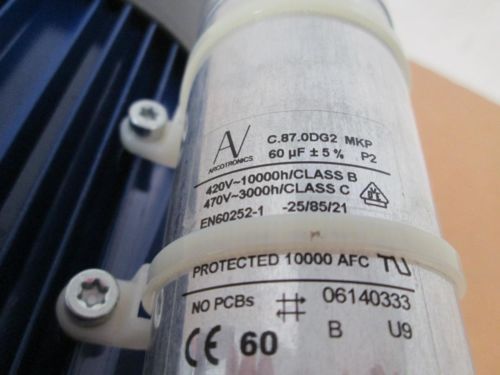 C.87.0DG2 MKP
60 µF ± 5 % P2
ARCOTRONICS
420V~10000h/CLASS B
470V~3000h/CLASS C
EN60252-1 -25/85/21
PROTECTED 10000 AFC
NO PCBs 06140333
CE 60 B U9